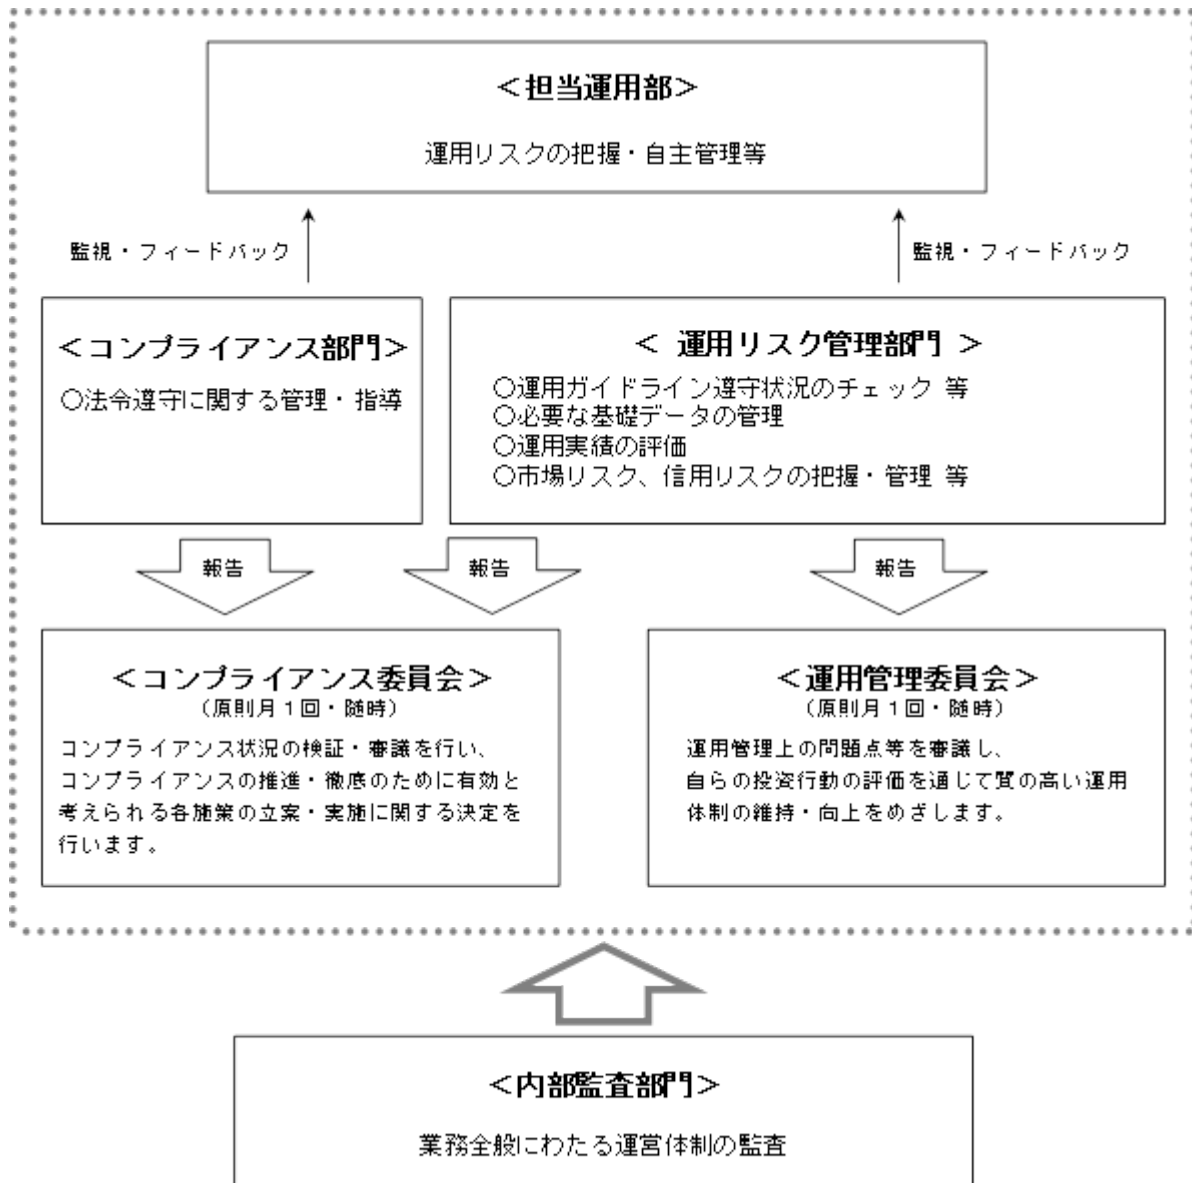 ＜担当運用部＞
運用リスクの把握・自主管理等
監視・フィードバック
監視・フィードバック
＜コンプライアンス部門＞
○法令遵守に関する管理・指導
＜ 運用リスク管理部門 ＞
○運用ガイドライン遵守状況のチェック 等
○必要な基礎データの管理
○運用実績の評価
○市場リスク、信用リスクの把握・管理 等
報告
報告
報告
＜コンプライアンス委員会＞
（原則月１回・随時）
コンプライアンス状況の検証・審議を行い、
コンプライアンスの推進・徹底のために有効と
考えられる各施策の立案・実施に関する決定を
行います。
＜運用管理委員会＞
（原則月１回・随時）
運用管理上の問題点等を審議し、
自らの投資行動の評価を通じて質の高い運用
体制の維持・向上をめざします。
＜内部監査部門＞
業務全般にわたる運営体制の監査